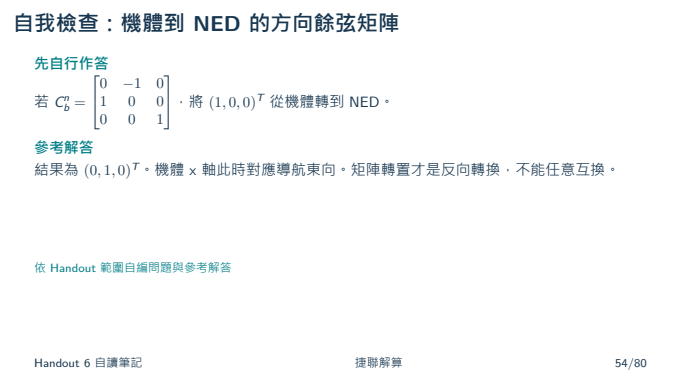 自我檢查：機體到 NED 的方向餘弦矩陣
先自行作答
若 $C_b^n = \begin{bmatrix} 0 & -1 & 0 \\ 1 & 0 & 0 \\ 0 & 0 & 1 \end{bmatrix}$，將 $(1,0,0)^T$ 從機體轉到 NED。
參考解答
結果為 $(0,1,0)^T$。機體 x 軸此時對應導航東向。矩陣轉置才是反向轉換，不能任意互換。
依 Handout 範圍自編問題與參考解答
Handout 6 自讀筆記
捷聯解算
54/80